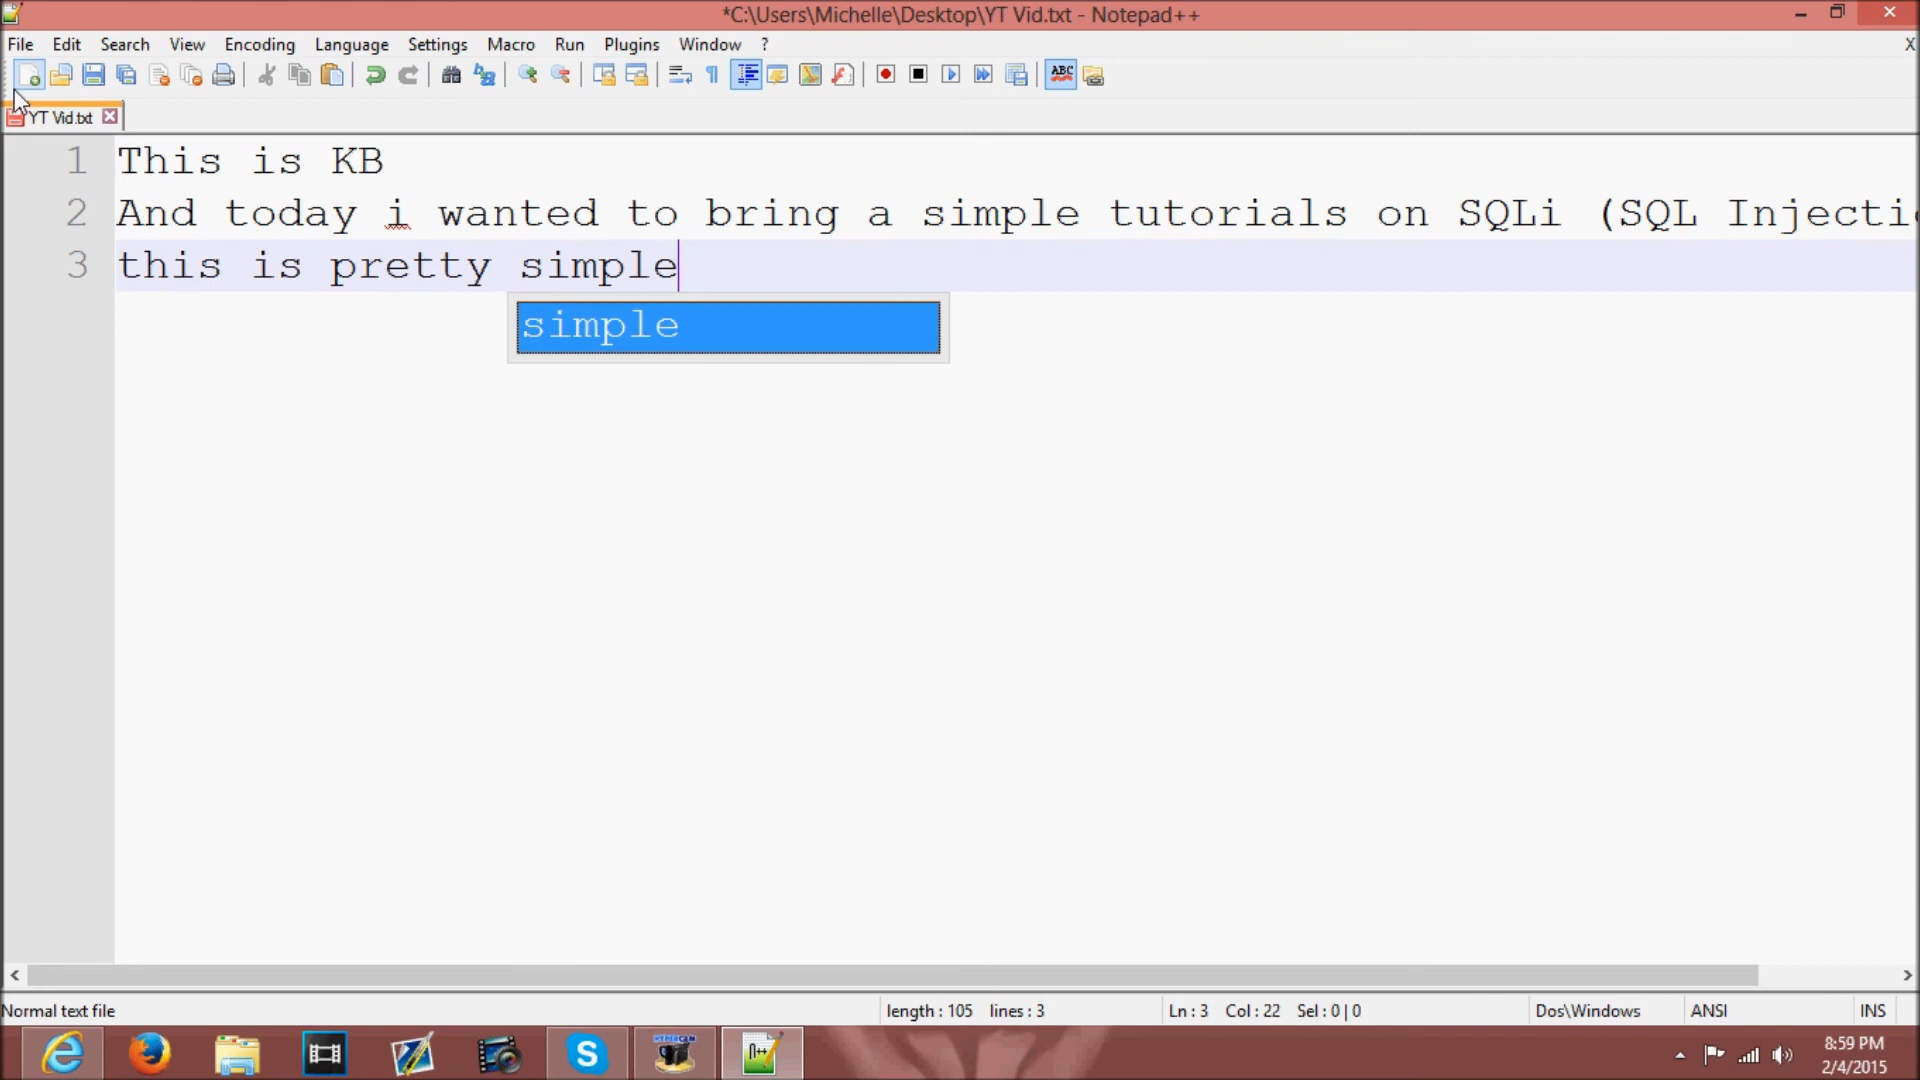 *C:\Users\Michelle\Desktop\YT Vid.txt - Notepad++
File Edit Search View Encoding Language Settings Macro Run Plugins Window ? X
ABC
YT Vid.txt
1 This is KB
2 And today i wanted to bring a simple tutorials on SQLi (SQL Injectio
3 this is pretty simple
simple
Normal text file length : 105 lines : 3 Ln : 3 Col : 22 Sel : 0 | 0 Dos\Windows ANSI INS
HYPERCAM
N++
8:59 PM
2/4/2015